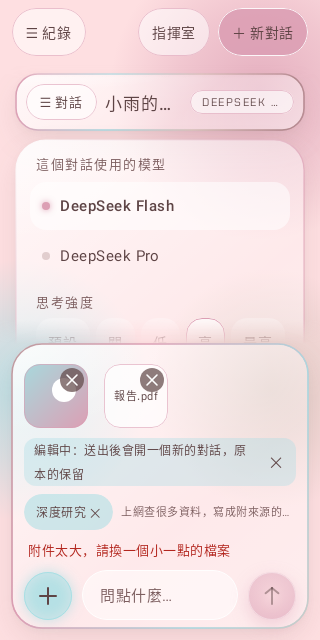 ☰ 紀錄
指揮室
＋ 新對話
☰ 對話
小雨的…
DEEPSEEK …
這個對話使用的模型
DeepSeek Flash
DeepSeek Pro
思考強度
報告.pdf
編輯中：送出後會開一個新的對話，原
本的保留
深度研究 ×
上網查很多資料，寫成附來源的…
附件太大，請換一個小一點的檔案
問點什麼…